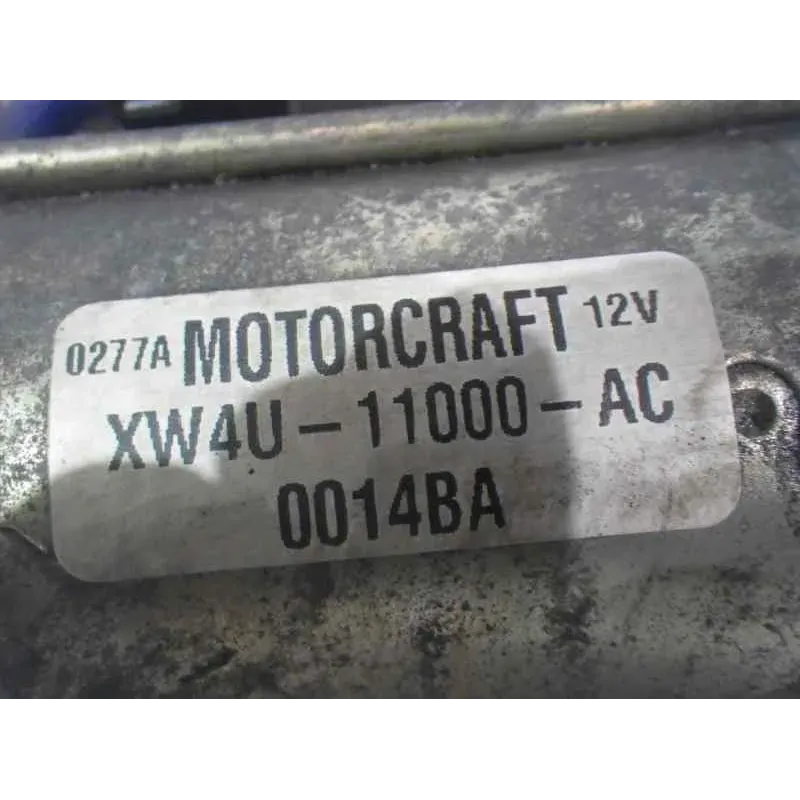 0277A MOTORCRAFT 12V
XW4U-11000-AC
0014BA